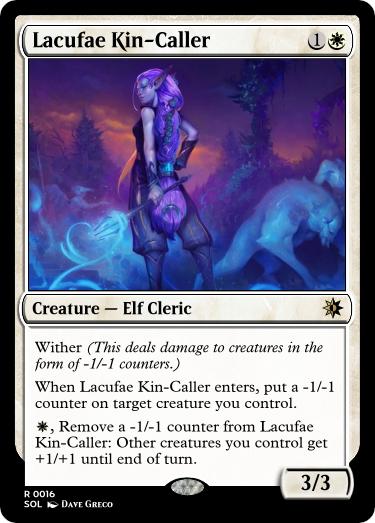 Lacufae Kin-Caller 1
Creature — Elf Cleric
Wither (This deals damage to creatures in the
form of -1/-1 counters.)
When Lacufae Kin-Caller enters, put a -1/-1
counter on target creature you control.
, Remove a -1/-1 counter from Lacufae
Kin-Caller: Other creatures you control get
+1/+1 until end of turn.
3/3
R 0016
SOL DAVE GRECO